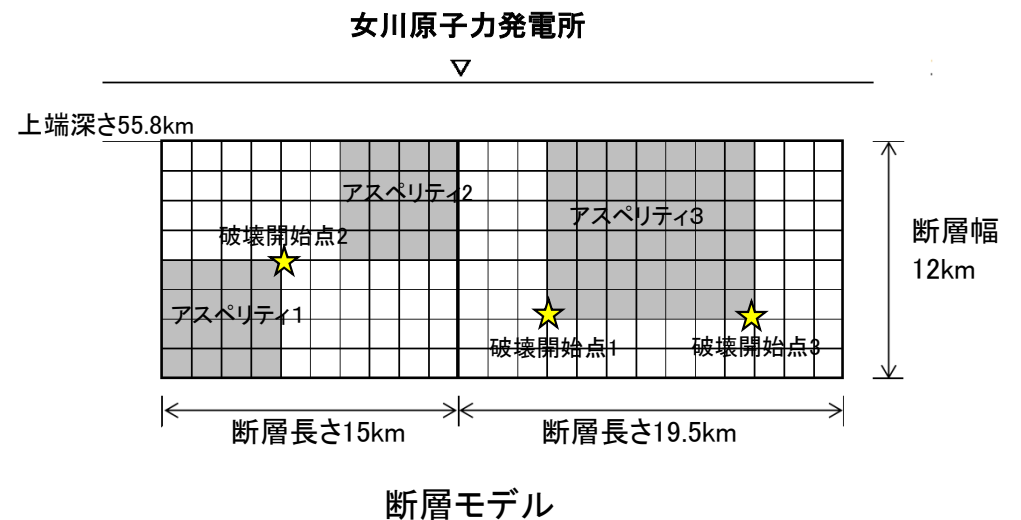 女川原子力発電所
上端深さ55.8km
アスペリティ2
アスペリティ3
破壊開始点2
断層幅
12km
アスペリティ1
破壊開始点1
破壊開始点3
断層長さ15km
断層長さ19.5km
断層モデル